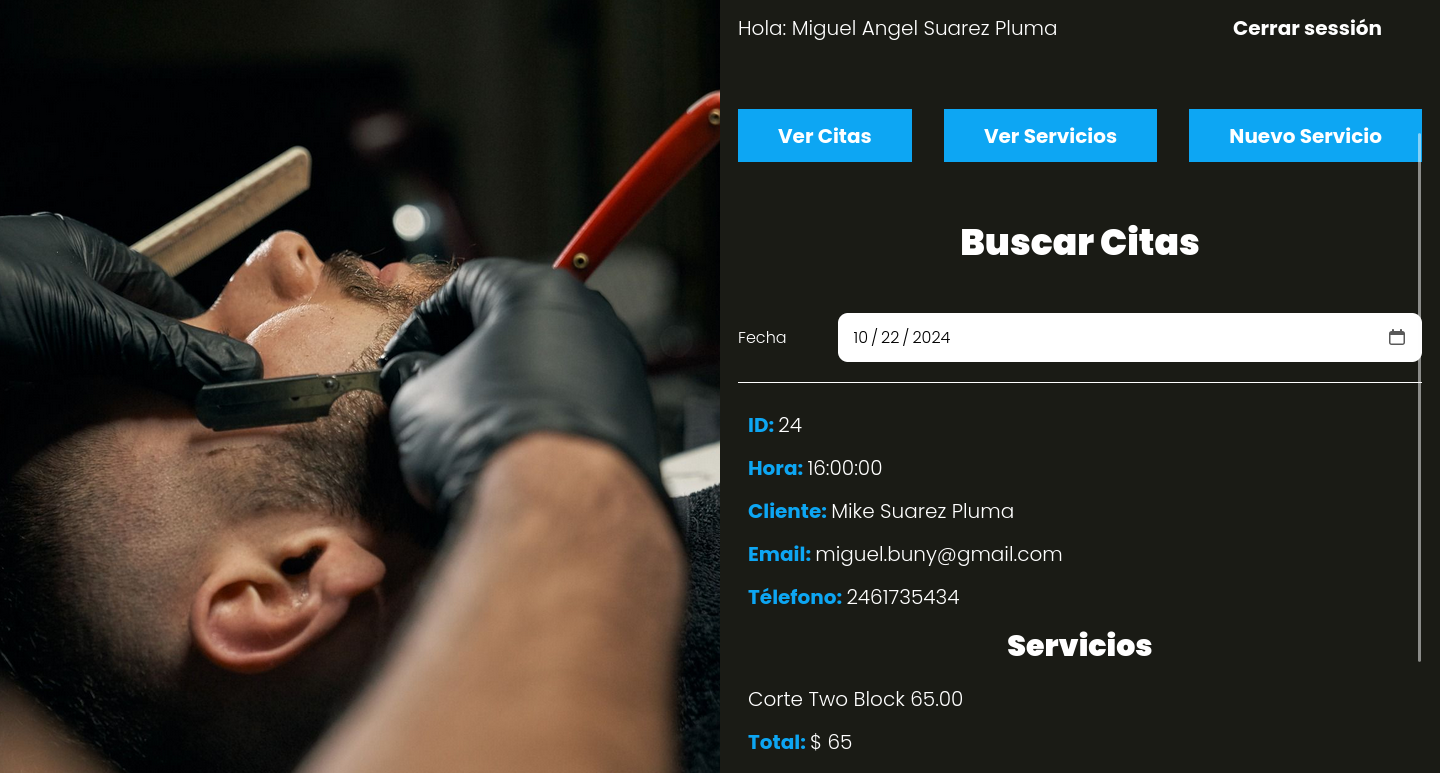 Hola: Miguel Angel Suarez Pluma Cerrar sessión
Ver Citas Ver Servicios Nuevo Servicio
Buscar Citas
Fecha 10 / 22 / 2024
ID: 24
Hora: 16:00:00
Cliente: Mike Suarez Pluma
Email: miguel.buny@gmail.com
Télefono: 2461735434
Servicios
Corte Two Block 65.00
Total: $ 65